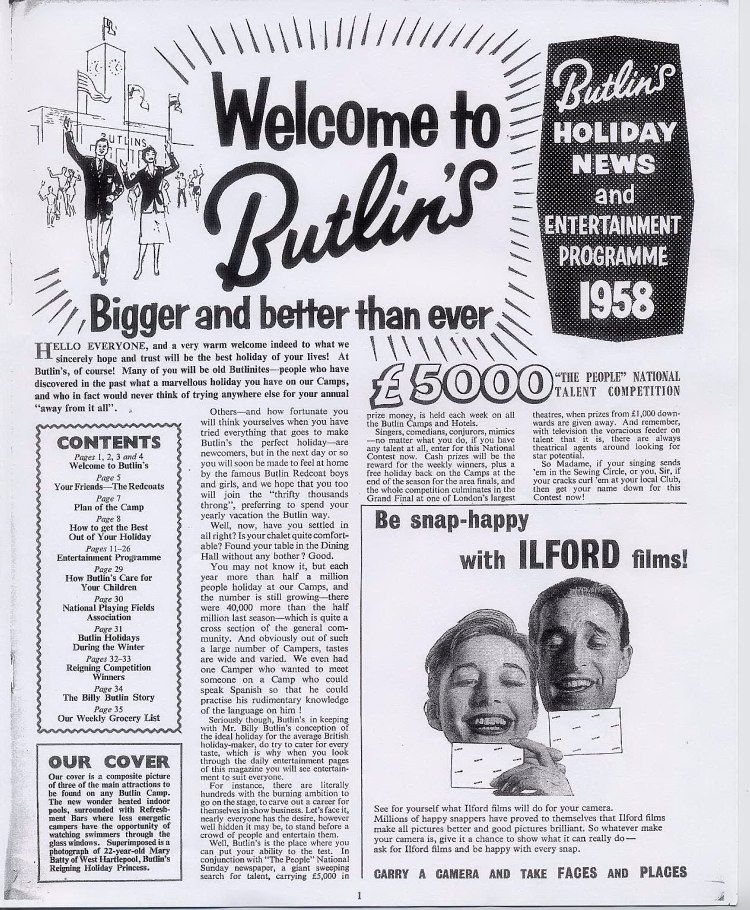 BUTLINS
Welcome to
Butlin's
Bigger and better than ever
Butlin's
HOLIDAY
NEWS
and
ENTERTAINMENT
PROGRAMME
1958
HELLO EVERYONE, and a very warm welcome indeed to what we
sincerely hope and trust will be the best holiday of your lives! At
Butlin's, of course! Many of you will be old Butlinites—people who have
discovered in the past what a marvellous holiday you have on our Camps,
and who in fact would never think of trying anywhere else for your annual
"away from it all".
CONTENTS
Pages 1, 2, 3 and 4
Welcome to Butlin's
Page 5
Your Friends—The Redcoats
Page 7
Plan of the Camp
Page 8
How to get the Best
Out of Your Holiday
Pages 11-26
Entertainment Programme
Page 29
How Butlin's Care for
Your Children
Page 30
National Playing Fields
Association
Page 31
Butlin Holidays
During the Winter
Pages 32-33
Reigning Competition
Winners
Page 34
The Billy Butlin Story
Page 35
Our Weekly Grocery List
OUR COVER
Our cover is a composite picture
of three of the main attractions to
be found on any Butlin Camp.
The new wonder heated indoor
pools, surrounded with Refresh-
ment Bars where less energetic
campers have the opportunity of
watching swimmers through the
glass windows. Superimposed is a
photograph of 22-year-old Mary
Batty of West Hartlepool, Butlin's
Reigning Holiday Princess.
Others—and how fortunate you
will think yourselves when you have
tried everything that goes to make
Butlin's the perfect holiday—are
newcomers, but in the next day or so
you will soon be made to feel at home
by the famous Butlin Redcoat boys
and girls, and we hope that you too
will join the "thrifty thousands
throng", preferring to spend your
yearly vacation the Butlin way.
Well, now, have you settled in
all right? Is your chalet quite comfort-
able? Found your table in the Dining
Hall without any bother? Good.
You may not know it, but each
year more than half a million
people holiday at our Camps, and
the number is still growing—there
were 40,000 more than the half
million last season—which is quite a
cross section of the general com-
munity. And obviously out of such
a large number of Campers, tastes
are wide and varied. We even had
one Camper who wanted to meet
someone on a Camp who could
speak Spanish so that he could
practise his rudimentary knowledge
of the language on him!
Seriously though, Butlin's in keeping
with Mr. Billy Butlin's conception of
the ideal holiday for the average British
holiday-maker, do try to cater for every
taste, which is why when you look
through the daily entertainment pages
of this magazine you will see entertain-
ment to suit everyone.
For instance, there are literally
hundreds with the burning ambition to
go on the stage, to carve out a career for
themselves in show business. Let's face it,
nearly everyone has the desire, however
well hidden it may be, to stand before a
crowd of people and entertain them.
Well, Butlin's is the place where you
can put your ability to the test. In
conjunction with "The People" National
Sunday newspaper, a giant sweeping
search for talent, carrying £5,000 in
£5000 "THE PEOPLE" NATIONAL
TALENT COMPETITION
prize money, is held each week on all
the Butlin Camps and Hotels.
Singers, comedians, conjurors, mimics
—no matter what you do, if you have
any talent at all, enter for this National
Contest now. Cash prizes will be the
reward for the weekly winners, plus a
free holiday back on the Camps at the
end of the season for the area finals, and
the whole competition culminates in the
Grand Final at one of London's largest
theatres, when prizes from £1,000 down-
wards are given away. And remember,
with television the voracious feeder on
talent that it is, there are always
theatrical agents around looking for
star potential.
So Madame, if your singing sends
'em in the Sewing Circle, or you, Sir, if
your cracks curl 'em at your local Club,
then get your name down for this
Contest now!
Be snap-happy
with ILFORD films!
See for yourself what Ilford films will do for your camera.
Millions of happy snappers have proved to themselves that Ilford films
make all pictures better and good pictures brilliant. So whatever make
your camera is, give it a chance to show what it can really do—
ask for Ilford films and be happy with every snap.
CARRY A CAMERA AND TAKE FACES AND PLACES
1